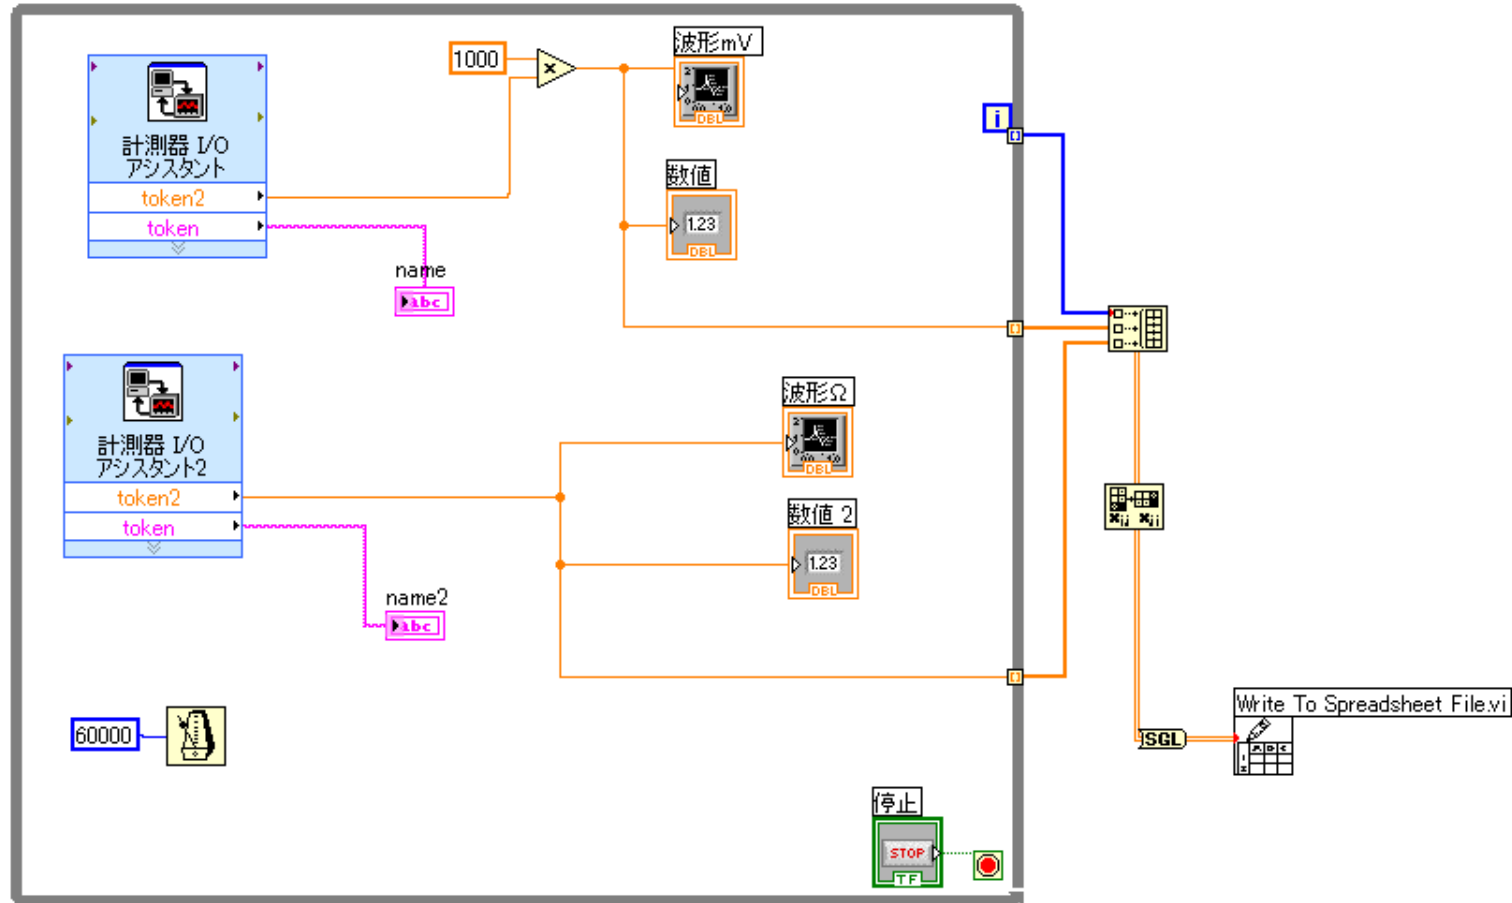 波形mV
1000
DBL
i
計測器 I/O
アシスタント
token2
token
数値
1.23
DBL
name
abc
波形Ω
DBL
計測器 I/O
アシスタント2
token2
token
数値 2
1.23
DBL
name2
abc
60000
Write To Spreadsheet File.vi
SGL
停止
STOP
TF